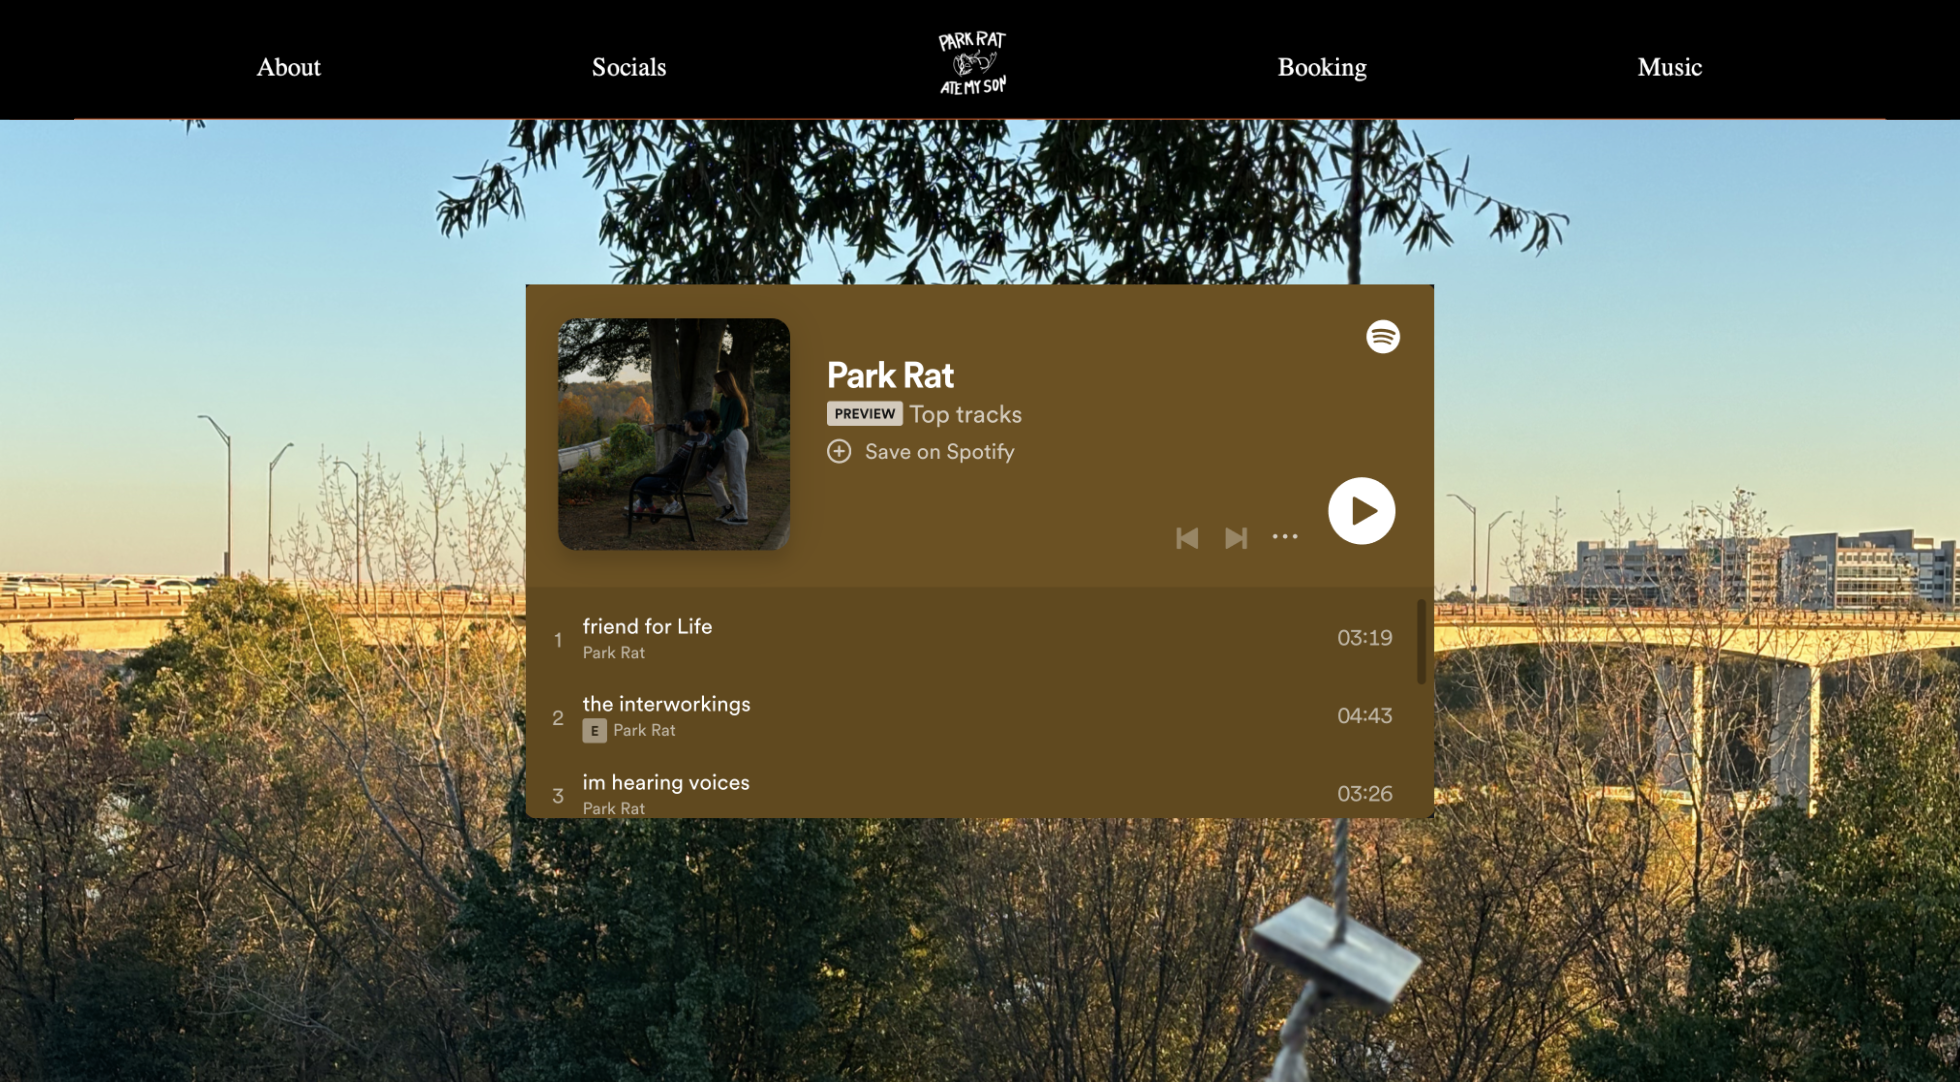 About
Socials
PARK RAT
ATE MY SON
Booking
Music
Park Rat
PREVIEW Top tracks
Save on Spotify
1 friend for Life 03:19
Park Rat
2 the interworkings 04:43
E Park Rat
3 im hearing voices 03:26
Park Rat